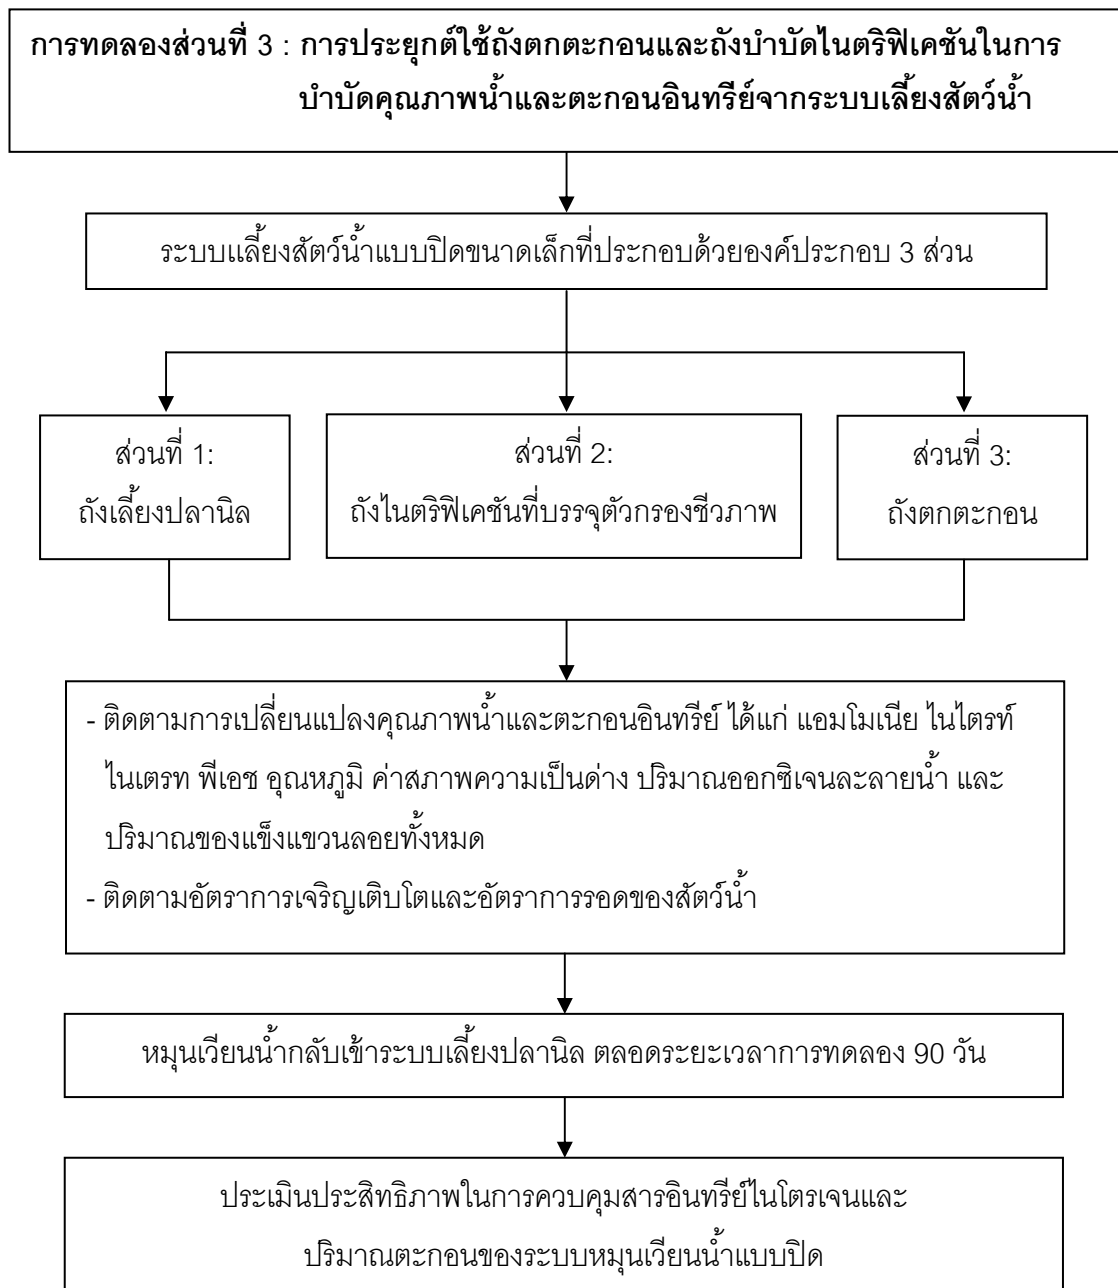 การทดลองส่วนที่ 3 : การประยุกต์ใช้ถังตกตะกอนและถังบำบัดไนตริฟิเคชันในการ
บำบัดคุณภาพน้ำและตะกอนอินทรีย์จากระบบเลี้ยงสัตว์น้ำ
ระบบแลี้ยงสัตว์น้ำแบบปิดขนาดเล็กที่ประกอบด้วยองค์ประกอบ 3 ส่วน
ส่วนที่ 1:
ถังเลี้ยงปลานิล
ส่วนที่ 2:
ถังไนตริฟิเคชันที่บรรจุตัวกรองชีวภาพ
ส่วนที่ 3:
ถังตกตะกอน
- ติดตามการเปลี่ยนแปลงคุณภาพน้ำและตะกอนอินทรีย์ ได้แก่ แอมโมเนีย ไนไตรท์
ไนเตรท พีเอช อุณหภูมิ ค่าสภาพความเป็นด่าง ปริมาณออกซิเจนละลายน้ำ และ
ปริมาณของแข็งแขวนลอยทั้งหมด
- ติดตามอัตราการเจริญเติบโตและอัตราการรอดของสัตว์น้ำ
หมุนเวียนน้ำกลับเข้าระบบเลี้ยงปลานิล ตลอดระยะเวลาการทดลอง 90 วัน
ประเมินประสิทธิภาพในการควบคุมสารอินทรีย์ไนโตรเจนและ
ปริมาณตะกอนของระบบหมุนเวียนน้ำแบบปิด